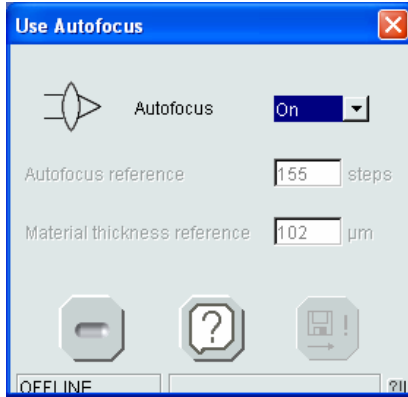 Use Autofocus
Autofocus On
Autofocus reference 155 steps
Material thickness reference 102 µm
?
!
OFFLINE